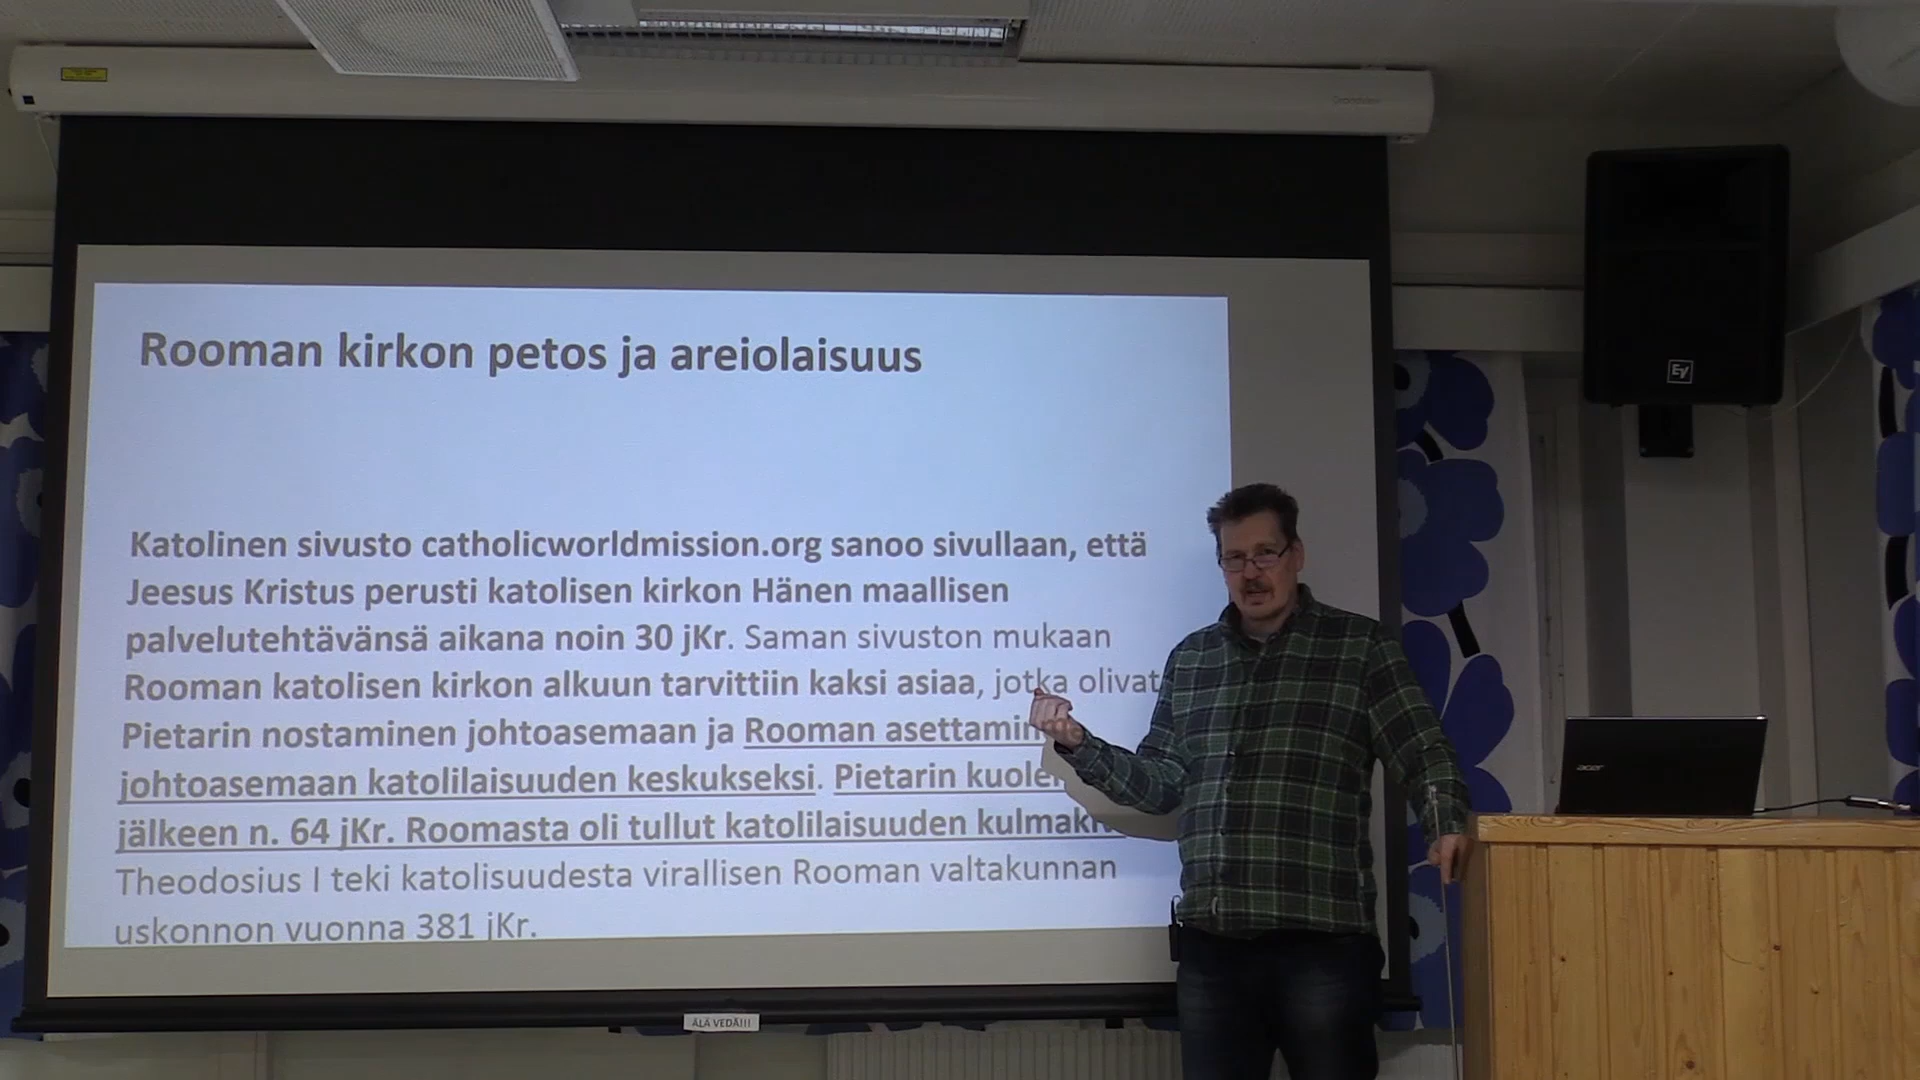 Rooman kirkon petos ja areiolaisuus
Katolinen sivusto catholicworldmission.org sanoo sivullaan, että
Jeesus Kristus perusti katolisen kirkon Hänen maallisen
palvelutehtävänsä aikana noin 30 jKr. Saman sivuston mukaan
Rooman katolisen kirkon alkuun tarvittiin kaksi asiaa, jotka olivat
Pietarin nostaminen johtoasemaan ja Rooman
johtoasemaan katolilaisuuden keskukseksi. Pietarin
jälkeen n. 64 jKr. Roomasta oli tullut katolilaisuuden
Theodosius I teki katolisuudesta virallisen Rooman valtakunnan
uskonnon vuonna 381 jKr.
EV
acer
ÄLÄ VEDÄ!!!